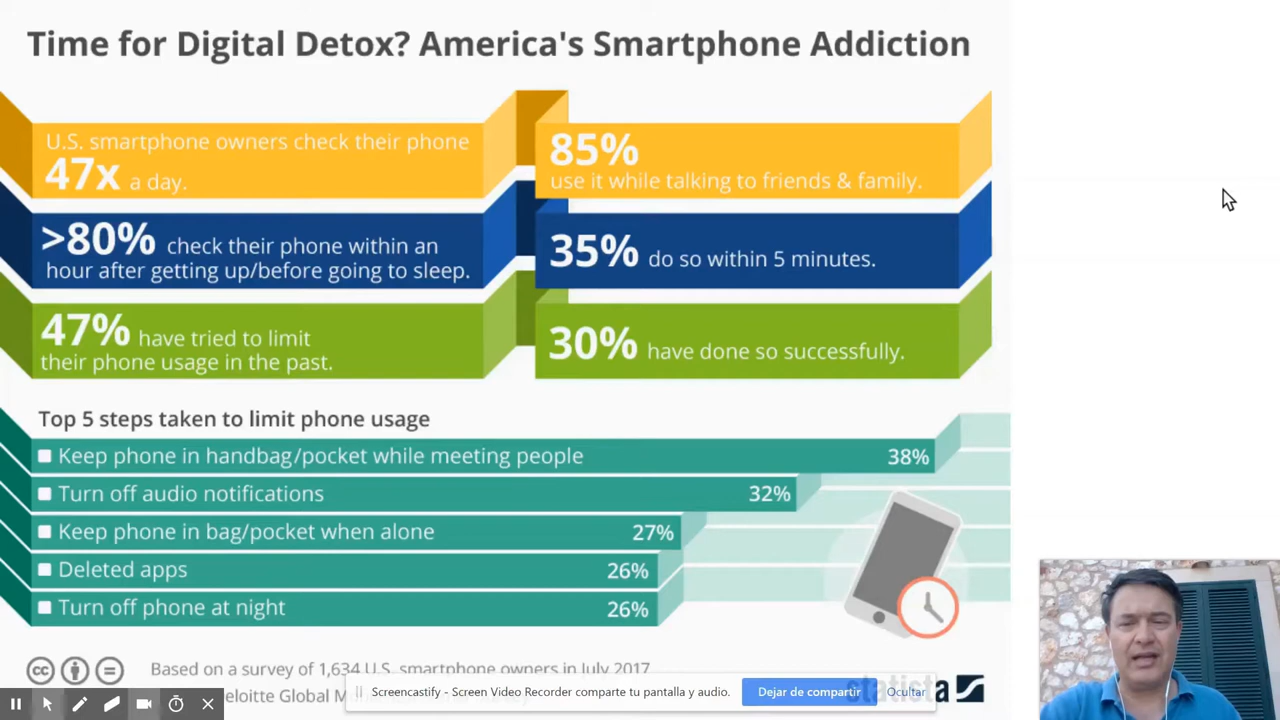 Time for Digital Detox? America's Smartphone Addiction
U.S. smartphone owners check their phone
47x a day.
85%
use it while talking to friends & family.
>80% check their phone within an
hour after getting up/before going to sleep.
35% do so within 5 minutes.
47% have tried to limit
their phone usage in the past.
30% have done so successfully.
Top 5 steps taken to limit phone usage
Keep phone in handbag/pocket while meeting people 38%
Turn off audio notifications 32%
Keep phone in bag/pocket when alone 27%
Deleted apps 26%
Turn off phone at night 26%
Based on a survey of 1,634 U.S. smartphone owners in July 2017
Deloitte Global
Screencastify - Screen Video Recorder comparte tu pantalla y audio.
Dejar de compartir
Ocultar
statista